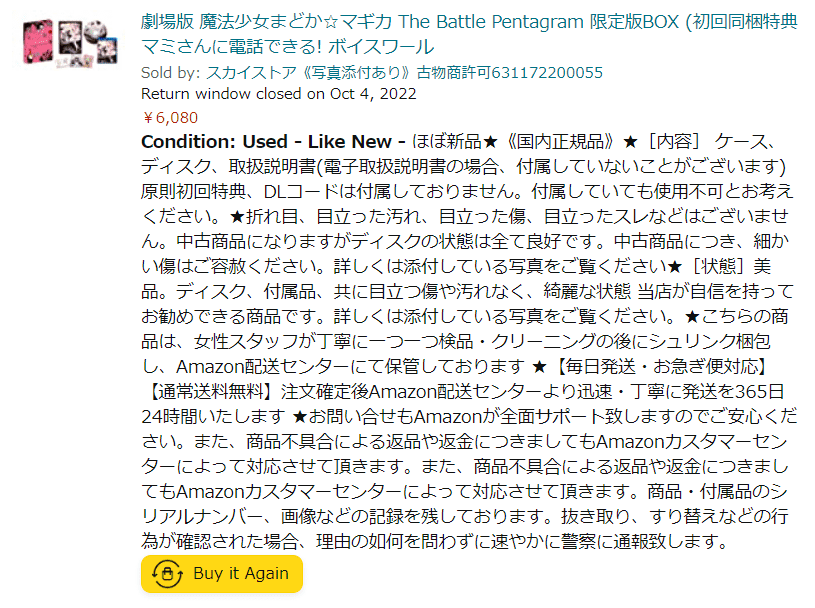 劇場版 魔法少女まどか☆マギカ The Battle Pentagram 限定版BOX (初回同梱特典
マミさんに電話できる! ボイスワール
Sold by: スカイストア《写真添付あり》古物商許可631172200055
Return window closed on Oct 4, 2022
￥6,080
Condition: Used - Like New - ほぼ新品★《国内正規品》★［内容］ ケース、
ディスク、取扱説明書(電子取扱説明書の場合、付属していないことがございます)
原則初回特典、DLコードは付属しておりません。付属していても使用不可とお考え
ください。★折れ目、目立った汚れ、目立った傷、目立ったスレなどはございませ
ん。中古商品になりますがディスクの状態は全て良好です。中古商品につき、細か
い傷はご容赦ください。詳しくは添付している写真をご覧ください★［状態］美
品。ディスク、付属品、共に目立つ傷や汚れなく、綺麗な状態 当店が自信を持って
お勧めできる商品です。詳しくは添付している写真をご覧ください。★こちらの商
品は、女性スタッフが丁寧に一つ一つ検品・クリーニングの後にシュリンク梱包
し、Amazon配送センターにて保管しております ★【毎日発送・お急ぎ便対応】
【通常送料無料】注文確定後Amazon配送センターより迅速・丁寧に発送を365日
24時間いたします ★お問い合せもAmazonが全面サポート致しますのでご安心くだ
さい。また、商品不具合による返品や返金につきましてもAmazonカスタマーセン
ターによって対応させて頂きます。また、商品不具合による返品や返金につきまし
てもAmazonカスタマーセンターによって対応させて頂きます。商品・付属品のシ
リアルナンバー、画像などの記録を残しております。抜き取り、すり替えなどの行
為が確認された場合、理由の如何を問わずに速やかに警察に通報致します。
Buy it Again